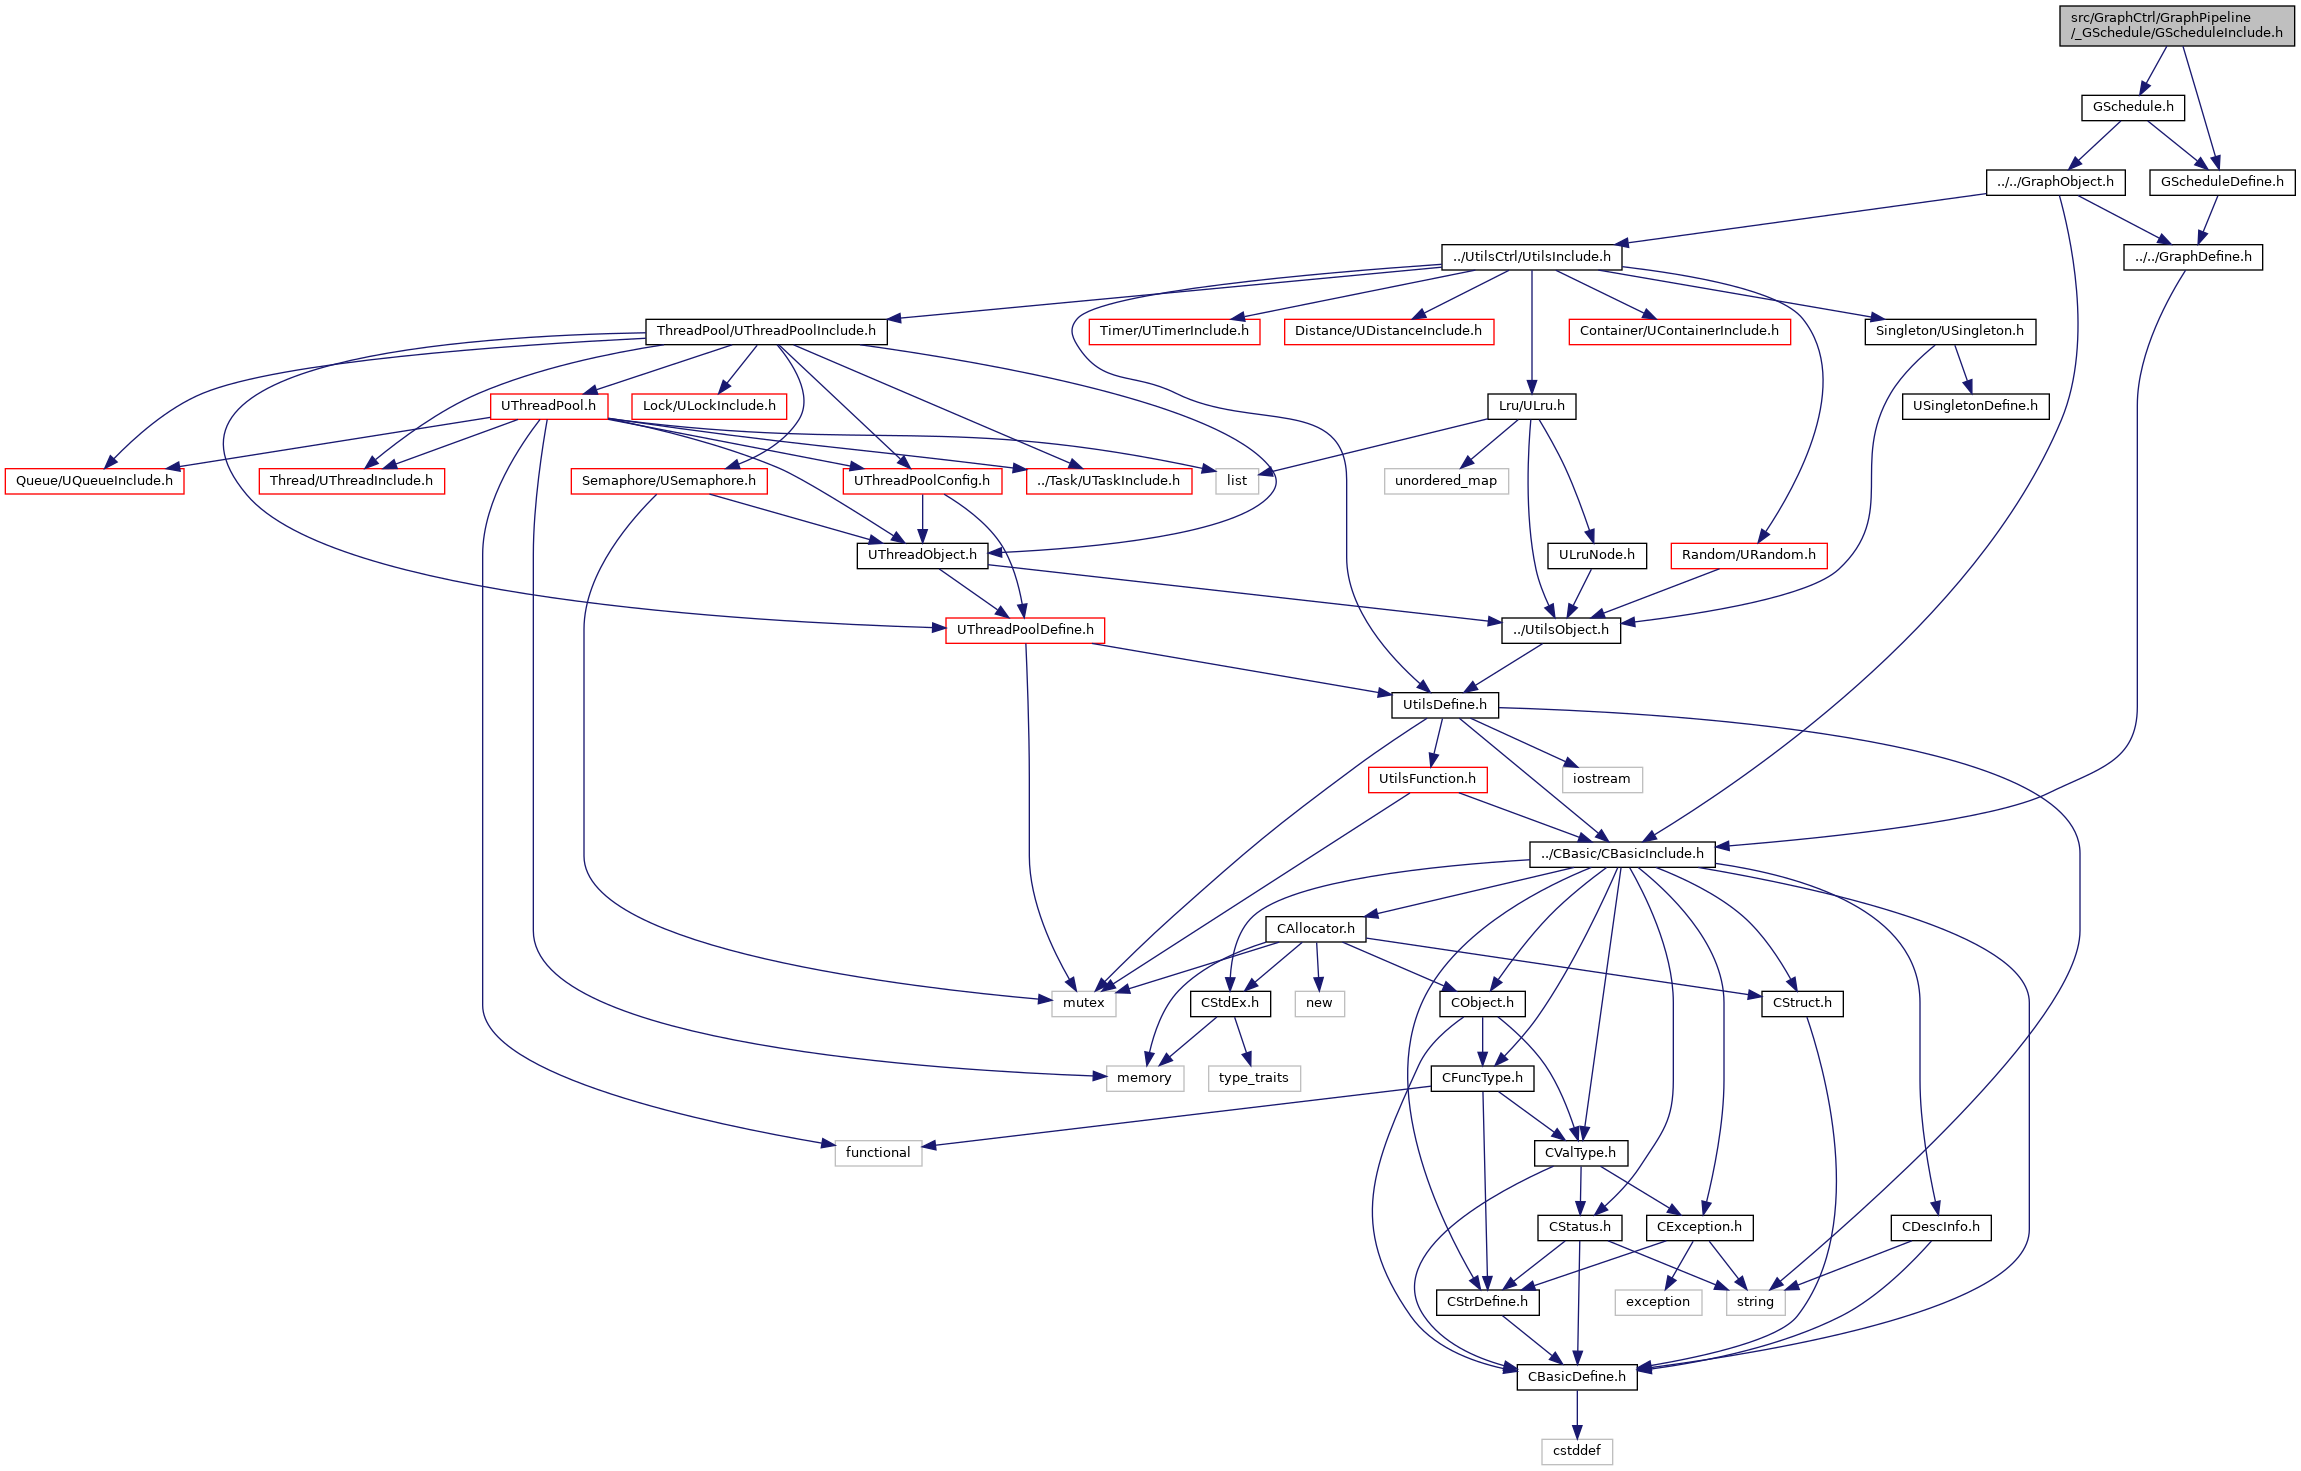 src/GraphCtrl/GraphPipeline
/_GSchedule/GScheduleInclude.h
GSchedule.h
../../GraphObject.h
GScheduleDefine.h
../UtilsCtrl/UtilsInclude.h
../../GraphDefine.h
ThreadPool/UThreadPoolInclude.h
Timer/UTimerInclude.h
Distance/UDistanceInclude.h
Container/UContainerInclude.h
Singleton/USingleton.h
UThreadPool.h
Lock/ULockInclude.h
Lru/ULru.h
USingletonDefine.h
Queue/UQueueInclude.h
Thread/UThreadInclude.h
Semaphore/USemaphore.h
UThreadPoolConfig.h
../Task/UTaskInclude.h
list
unordered_map
UThreadObject.h
ULruNode.h
Random/URandom.h
UThreadPoolDefine.h
../UtilsObject.h
UtilsDefine.h
UtilsFunction.h
iostream
../CBasic/CBasicInclude.h
CAllocator.h
mutex
CStdEx.h
new
CObject.h
CStruct.h
memory
type_traits
CFuncType.h
functional
CValType.h
CStatus.h
CException.h
CDescInfo.h
CStrDefine.h
exception
string
CBasicDefine.h
cstddef